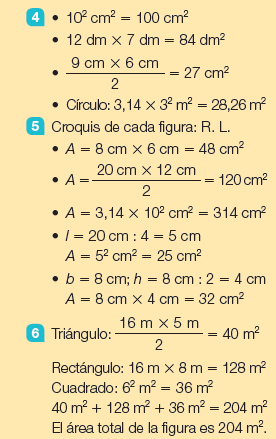 4 • 10² cm² = 100 cm²
• 12 dm × 7 dm = 84 dm²
• 9 cm × 6 cm / 2 = 27 cm²
• Círculo: 3,14 × 3² m² = 28,26 m²
5 Croquis de cada figura: R. L.
• A = 8 cm × 6 cm = 48 cm²
• A = 20 cm × 12 cm / 2 = 120 cm²
• A = 3,14 × 10² cm² = 314 cm²
• l = 20 cm : 4 = 5 cm
A = 5² cm² = 25 cm²
• b = 8 cm; h = 8 cm : 2 = 4 cm
A = 8 cm × 4 cm = 32 cm²
6 Triángulo: 16 m × 5 m / 2 = 40 m²
Rectángulo: 16 m × 8 m = 128 m²
Cuadrado: 6² m² = 36 m²
40 m² + 128 m² + 36 m² = 204 m²
El área total de la figura es 204 m².